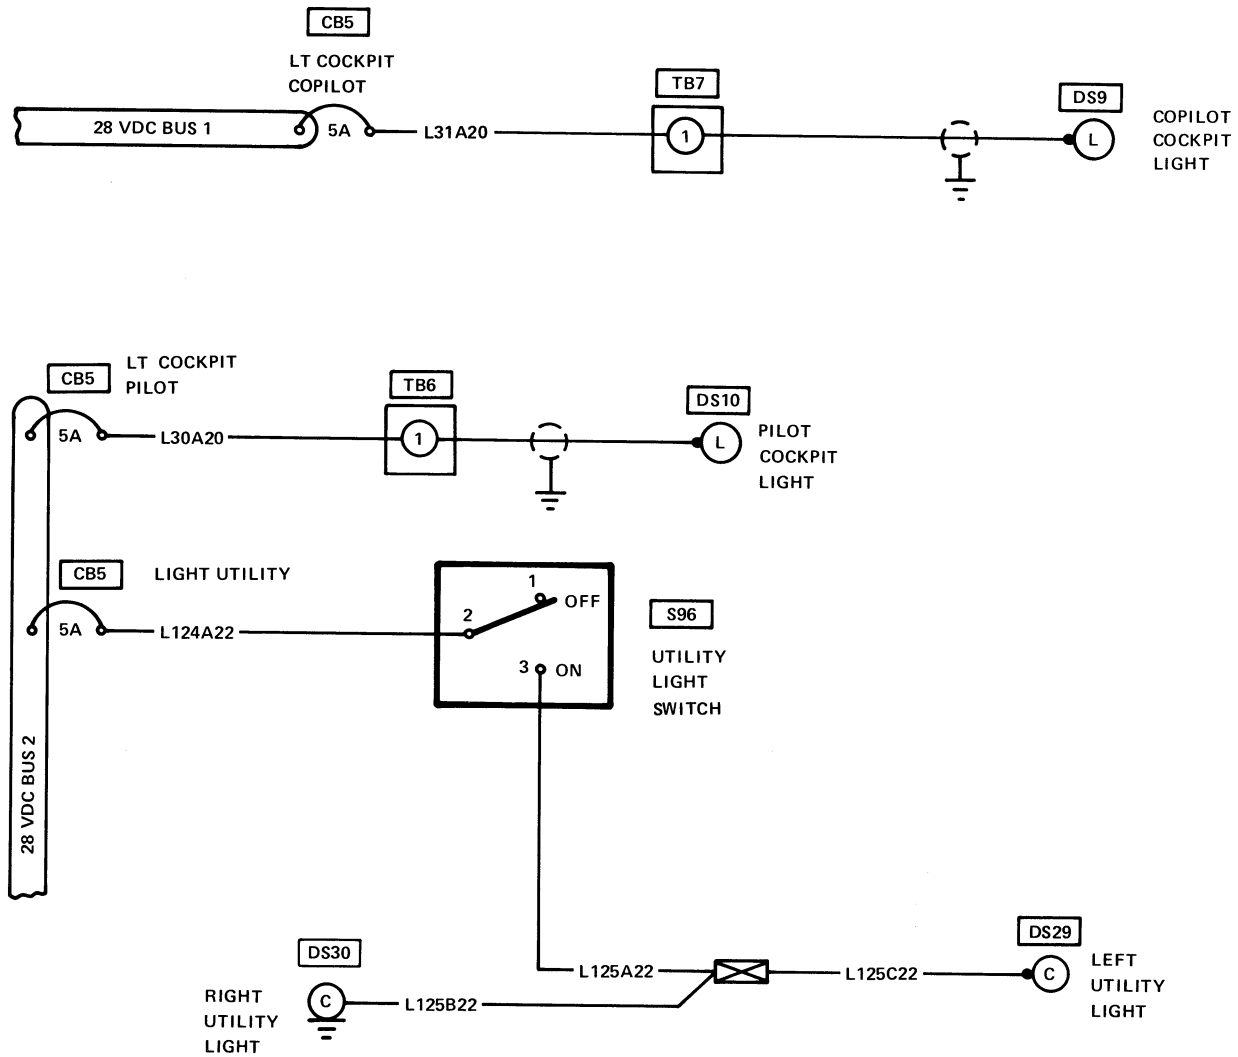 CB5
LT COCKPIT
COPILOT
28 VDC BUS 1
5A
L31A20
TB7
1
DS9
L
COPILOT
COCKPIT
LIGHT
CB5
LT COCKPIT
PILOT
5A
L30A20
TB6
1
DS10
L
PILOT
COCKPIT
LIGHT
CB5
LIGHT UTILITY
5A
L124A22
1
OFF
2
3
ON
S96
UTILITY
LIGHT
SWITCH
28 VDC BUS 2
DS30
C
RIGHT
UTILITY
LIGHT
L125A22
L125B22
L125C22
DS29
C
LEFT
UTILITY
LIGHT